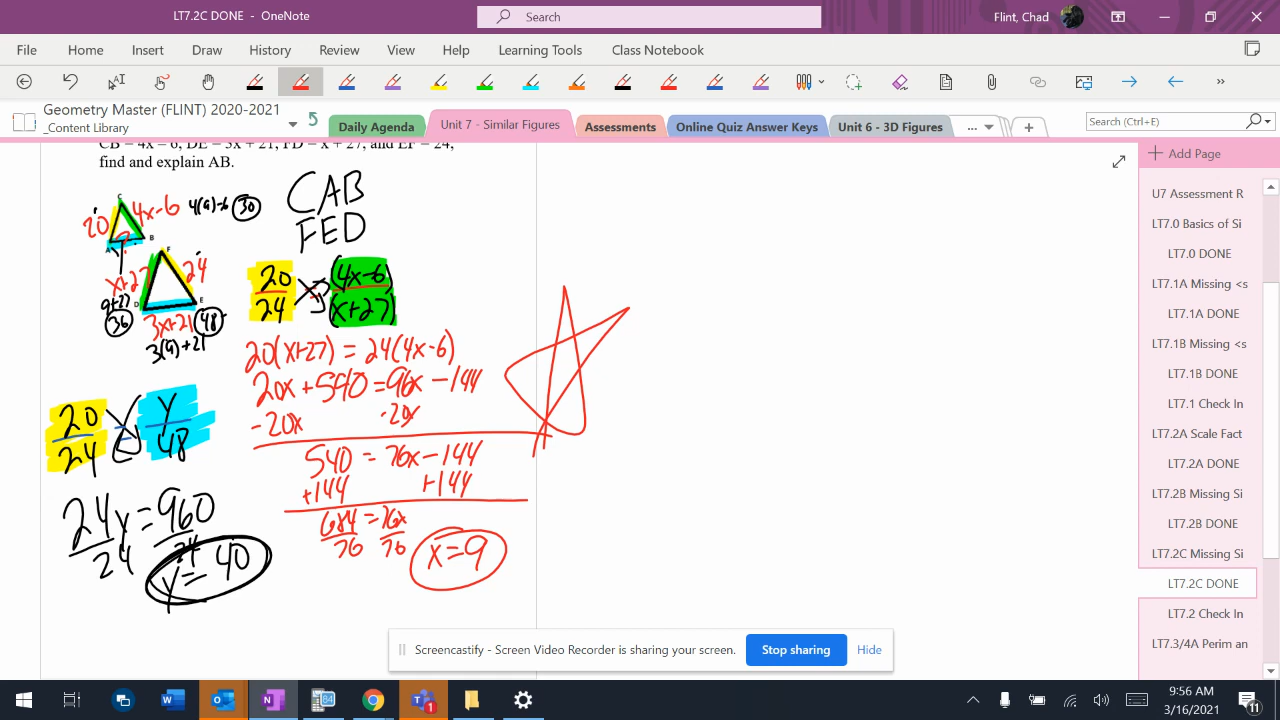 LT7.2C DONE - OneNote
Search
Flint, Chad
File Home Insert Draw History Review View Help Learning Tools Class Notebook
Geometry Master (FLINT) 2020-2021
_Content Library
Daily Agenda
Unit 7 - Similar Figures
Assessments
Online Quiz Answer Keys
Unit 6 - 3D Figures
...
Search (Ctrl+E)
Add Page
U7 Assessment R
LT7.0 Basics of Si
LT7.0 DONE
LT7.1A Missing <s
LT7.1A DONE
LT7.1B Missing <s
LT7.1B DONE
LT7.1 Check In
LT7.2A Scale Fact
LT7.2A DONE
LT7.2B Missing Si
LT7.2B DONE
LT7.2C Missing Si
LT7.2C DONE
LT7.2 Check In
LT7.3/4A Perim an
CB = 4x – 6, DE = 3x + 21, FD = x + 27, and EF = 24,
find and explain AB.
C
20
4x-6
4(9)-6 30
A
B
Y
F
x+27
24
9+27
36
D
E
3x+21
48
3(9)+21
CAB
FED
20 (4x-6)
24 (x+27)
20(x+27) = 24(4x-6)
20x + 540 = 96x - 144
-20x -20x
540 = 76x - 144
+144 +144
684 = 76x
76 76
x = 9
20 = Y
24 48
24y = 960
24 24
y = 40
Screencastify - Screen Video Recorder is sharing your screen.
Stop sharing
Hide
84
1
9:56 AM
3/16/2021
11